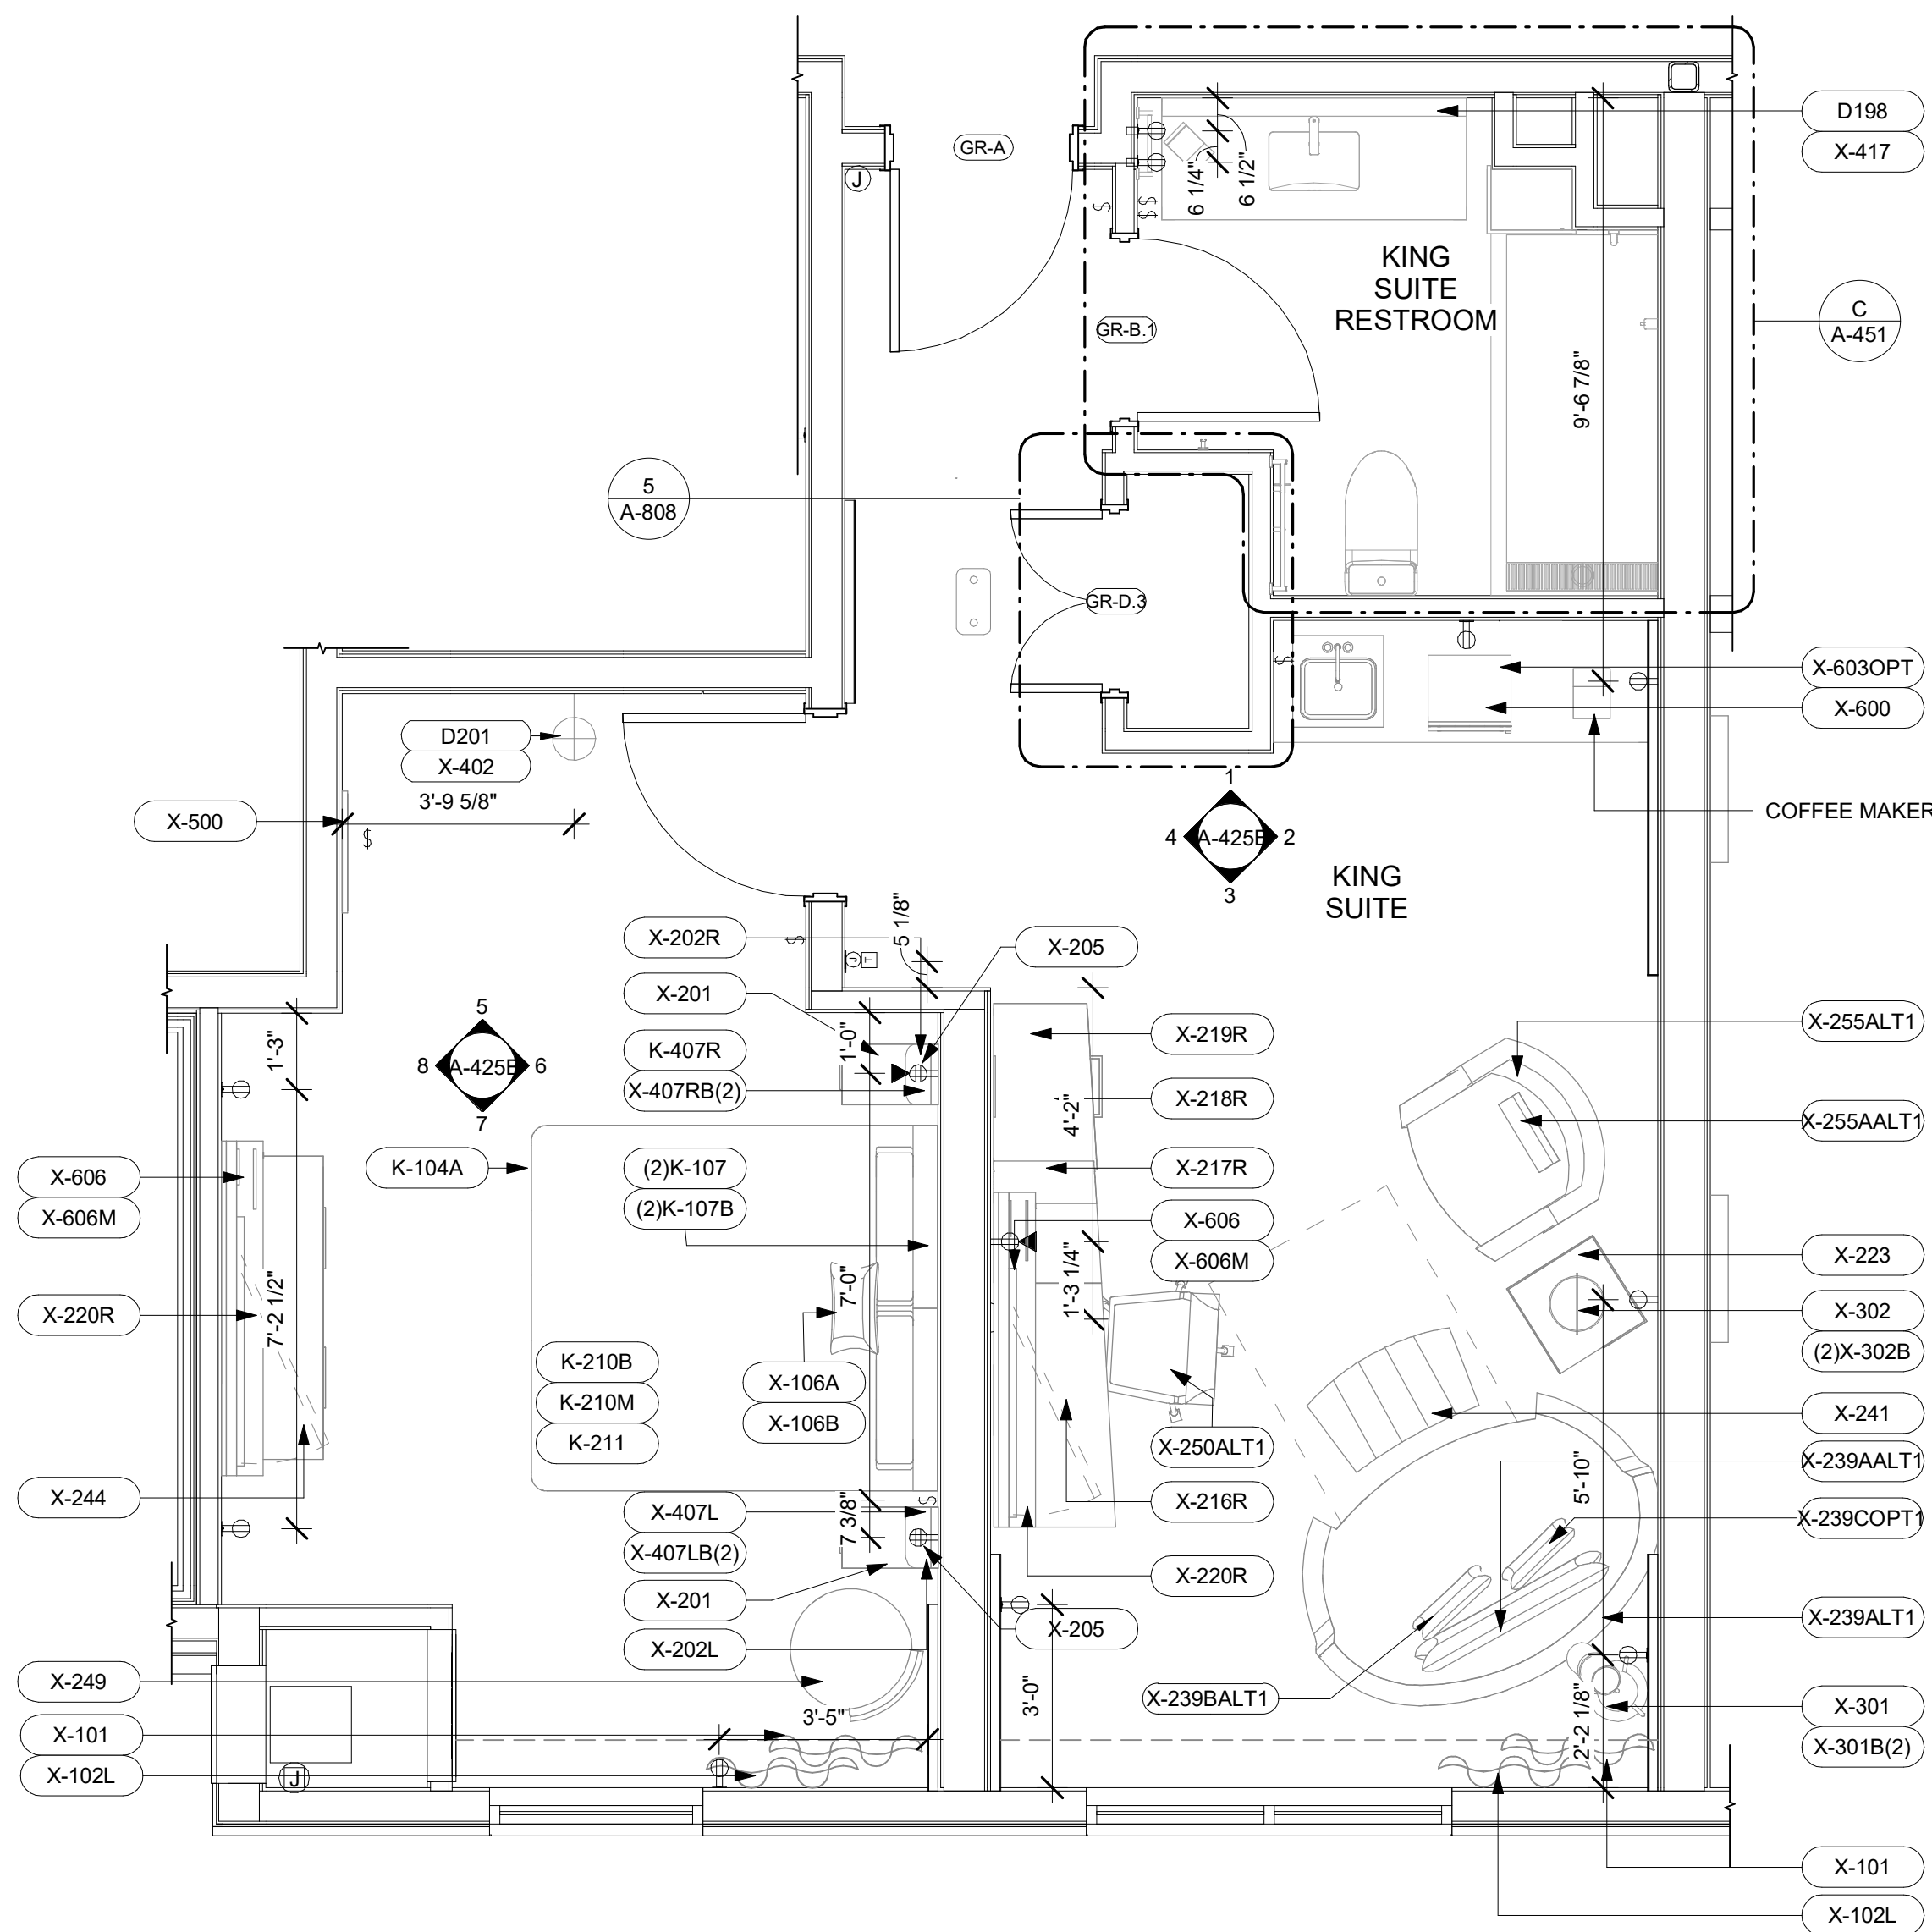 GR-A
D198
X-417
J
6 1/4"
6 1/2"
$
$$
KING
SUITE
RESTROOM
C
A-451
GR-B.1
9'-6 7/8"
5
A-808
GR-D.3
$
X-603OPT
X-600
D201
X-402
3'-9 5/8"
X-500
$
COFFEE MAKER
1
4
A-425E
2
3
KING
SUITE
X-202R
5 1/8"
X-205
$
J
T
X-201
1'-0"
K-407R
X-407RB(2)
5
8
A-425E
6
7
1'-3"
X-219R
X-218R
4'-2"
X-217R
X-255ALT1
X-255AALT1
X-606
X-606M
K-104A
(2)K-107
(2)K-107B
X-606
X-606M
1'-3 1/4"
X-223
X-220R
7'-2 1/2"
7'-0"
X-302
(2)X-302B
K-210B
K-210M
K-211
X-106A
X-106B
X-250ALT1
X-241
X-239AALT1
5'-10"
X-244
X-407L
X-407LB(2)
7 3/8"
$
X-216R
X-239COPT1
X-201
X-220R
X-202L
X-205
X-239ALT1
X-249
3'-5"
3'-0"
X-239BALT1
X-301
X-301B(2)
2'-2 1/8"
X-101
X-102L
J
X-101
X-102L